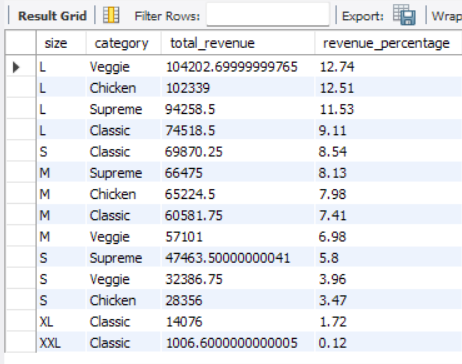 Result Grid Filter Rows: Export: Wrap
size category total_revenue revenue_percentage
L Veggie 104202.69999999765 12.74
L Chicken 102339 12.51
L Supreme 94258.5 11.53
L Classic 74518.5 9.11
S Classic 69870.25 8.54
M Supreme 66475 8.13
M Chicken 65224.5 7.98
M Classic 60581.75 7.41
M Veggie 57101 6.98
S Supreme 47463.50000000041 5.8
S Veggie 32386.75 3.96
S Chicken 28356 3.47
XL Classic 14076 1.72
XXL Classic 1006.6000000000005 0.12